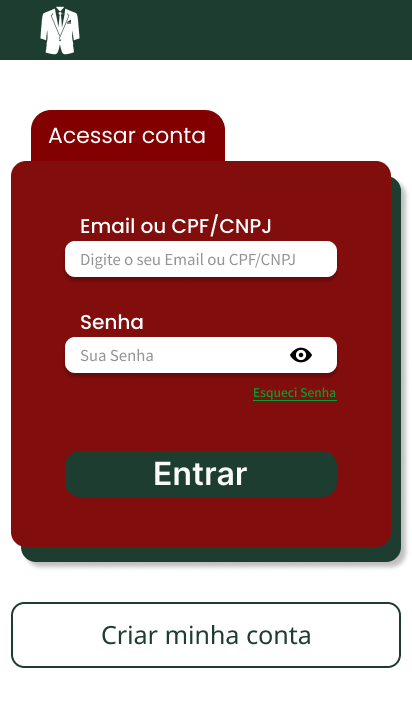 Acessar conta
Email ou CPF/CNPJ
Digite o seu Email ou CPF/CNPJ
Senha
Sua Senha
Esqueci Senha
Entrar
Criar minha conta